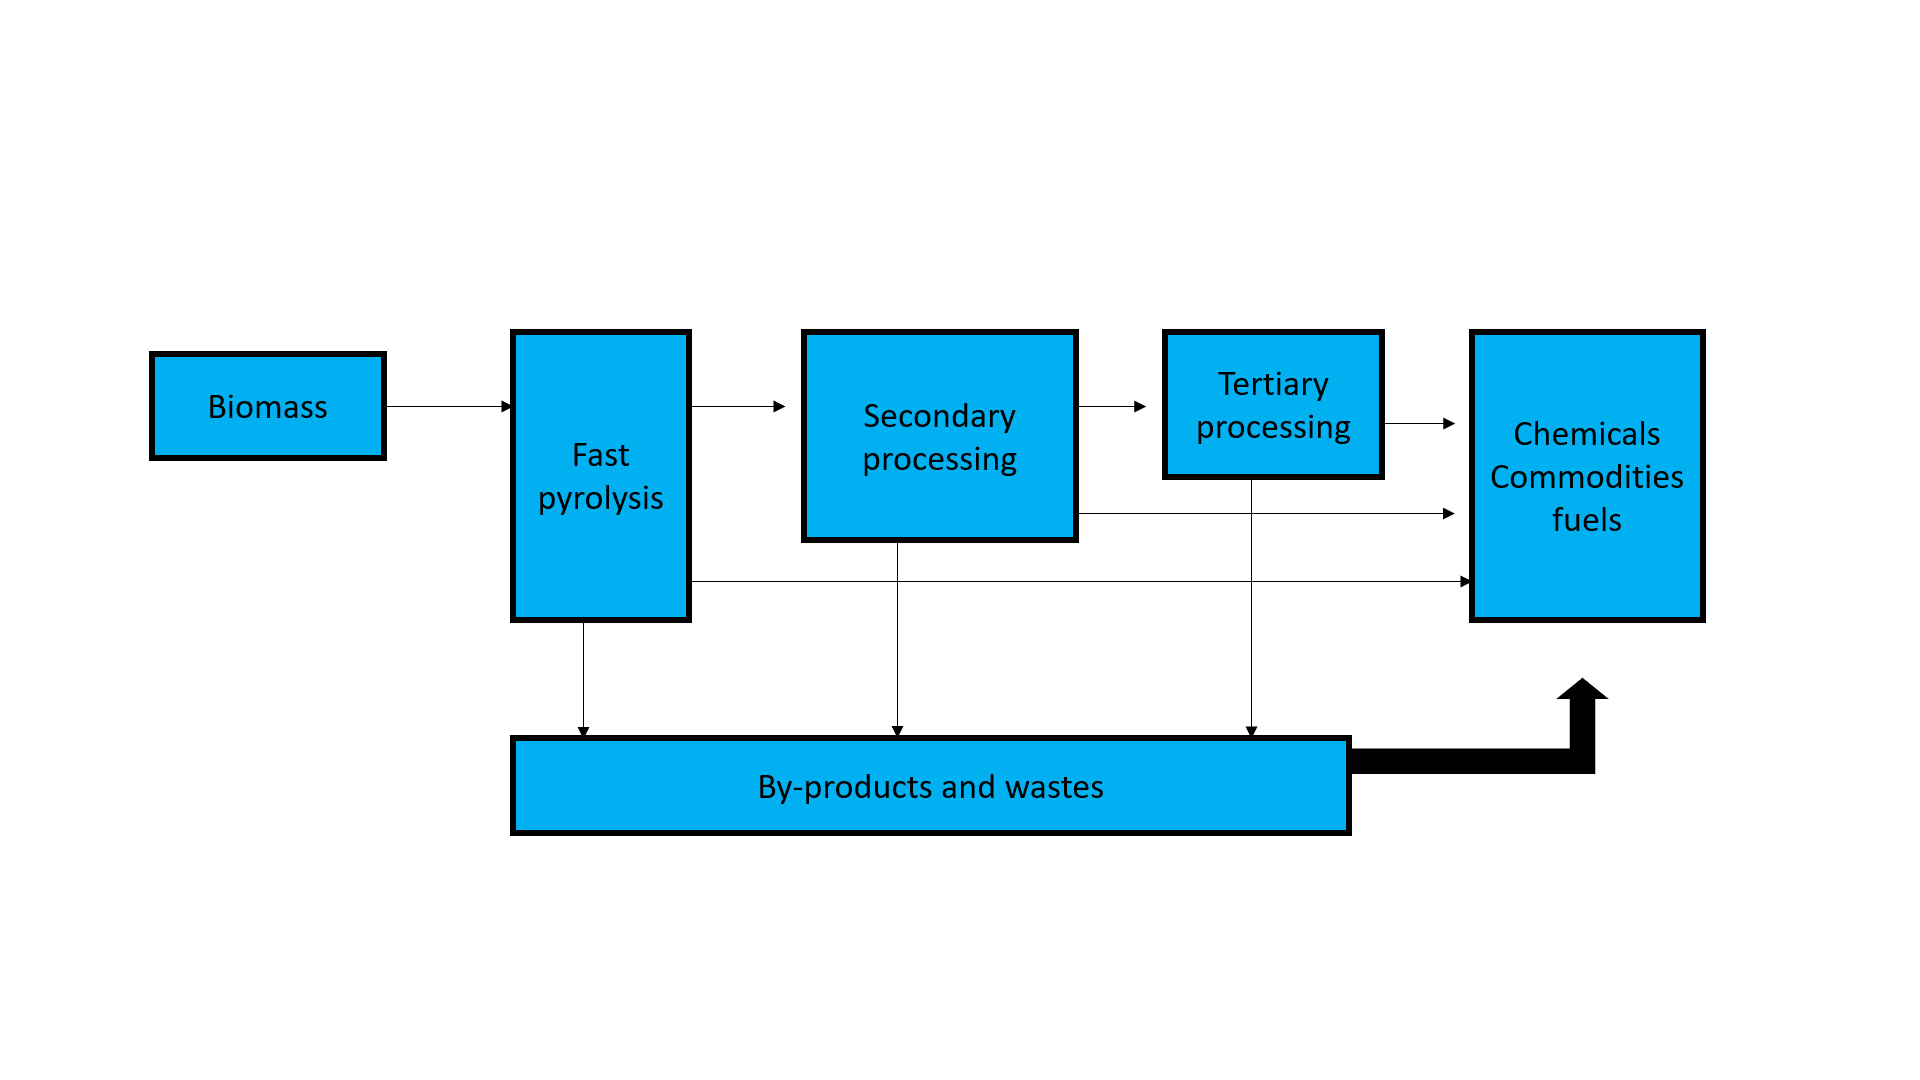 Biomass
Fast
pyrolysis
Secondary
processing
Tertiary
processing
Chemicals
Commodities
fuels
By-products and wastes